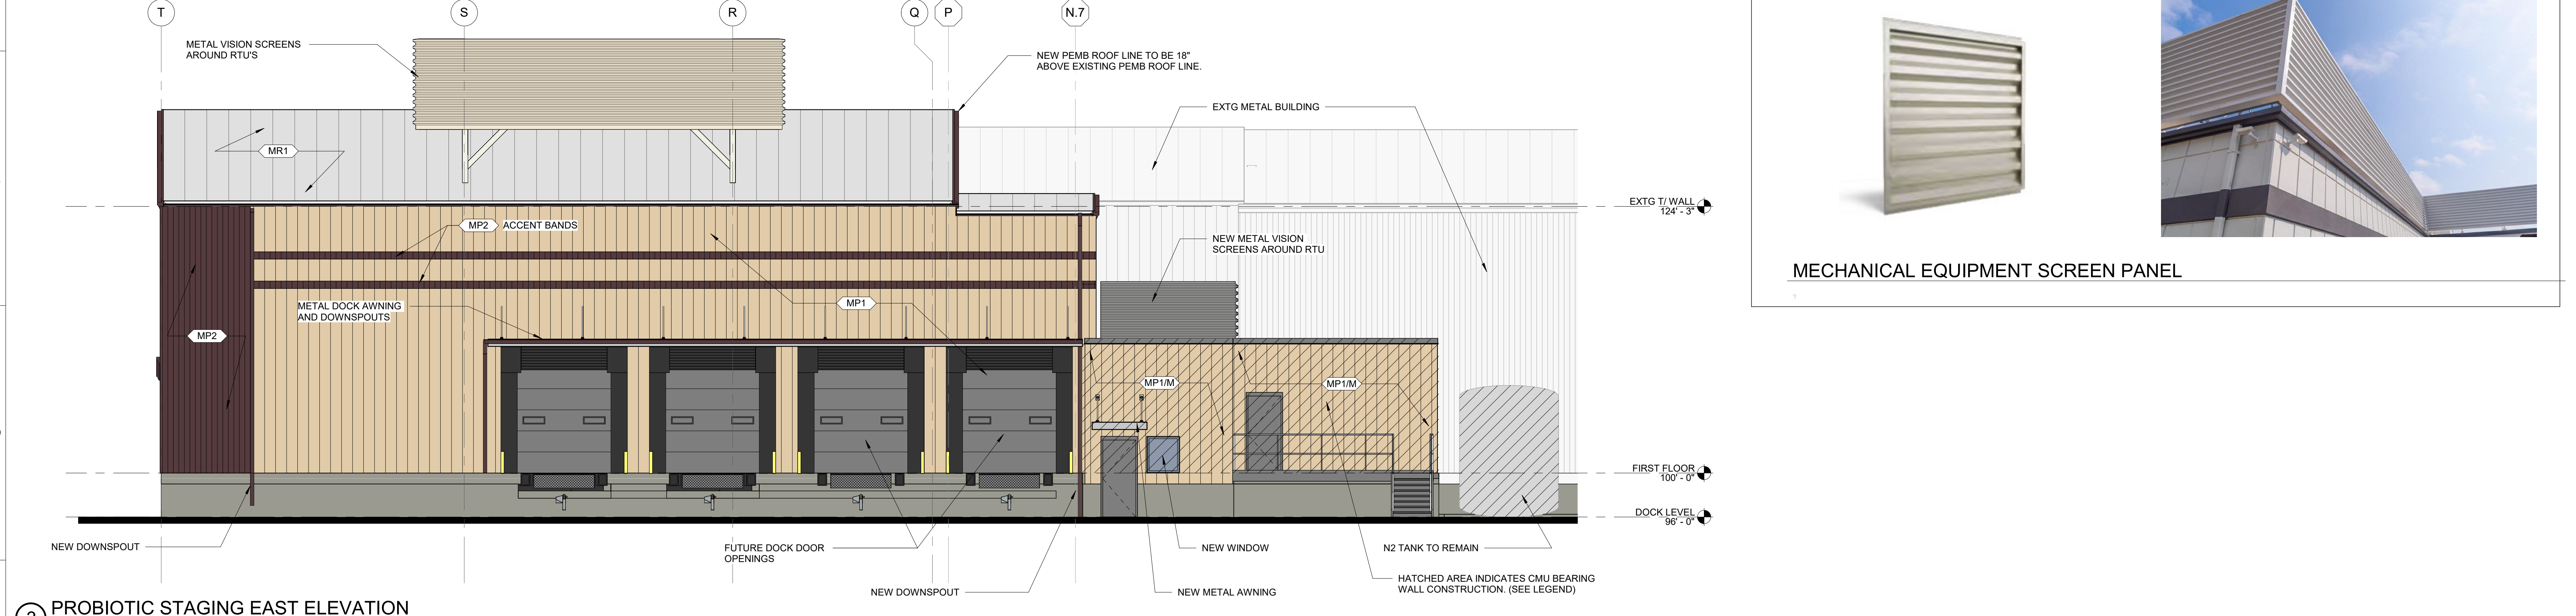 T
S
R
Q
P
N.7
METAL VISION SCREENS
AROUND RTU'S
NEW PEMB ROOF LINE TO BE 18"
ABOVE EXISTING PEMB ROOF LINE.
EXTG METAL BUILDING
MR1
EXTG T/ WALL
124' - 3"
MP2
ACCENT BANDS
NEW METAL VISION
SCREENS AROUND RTU
METAL DOCK AWNING
AND DOWNSPOUTS
MP1
MP2
MP1/M
MP1/M
FIRST FLOOR
100' - 0"
DOCK LEVEL
96' - 0"
NEW DOWNSPOUT
FUTURE DOCK DOOR
OPENINGS
NEW WINDOW
N2 TANK TO REMAIN
HATCHED AREA INDICATES CMU BEARING
WALL CONSTRUCTION. (SEE LEGEND)
NEW DOWNSPOUT
NEW METAL AWNING
PROBIOTIC STAGING EAST ELEVATION
MECHANICAL EQUIPMENT SCREEN PANEL